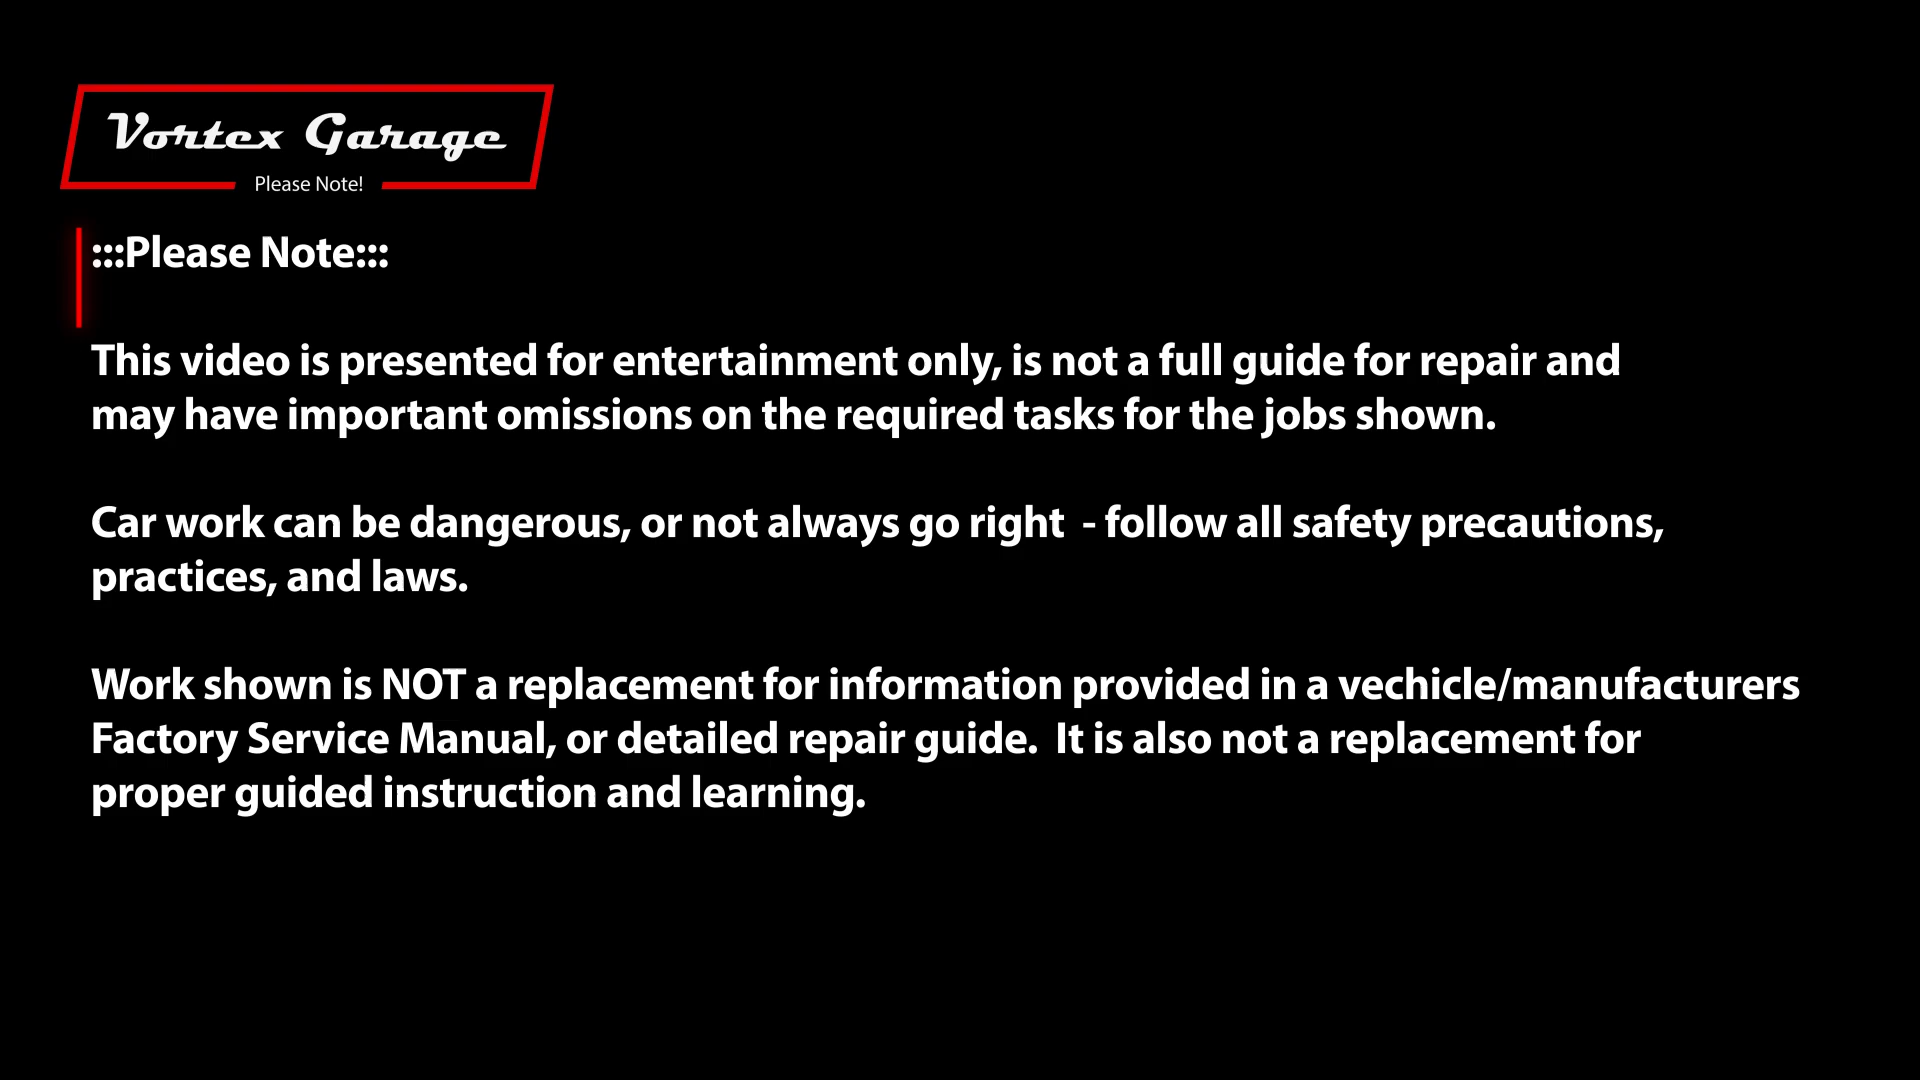 Vortex Garage
Please Note!
:::Please Note:::
This video is presented for entertainment only, is not a full guide for repair and
may have important omissions on the required tasks for the jobs shown.
Car work can be dangerous, or not always go right  - follow all safety precautions,
practices, and laws.
Work shown is NOT a replacement for information provided in a vechicle/manufacturers
Factory Service Manual, or detailed repair guide.  It is also not a replacement for
proper guided instruction and learning.